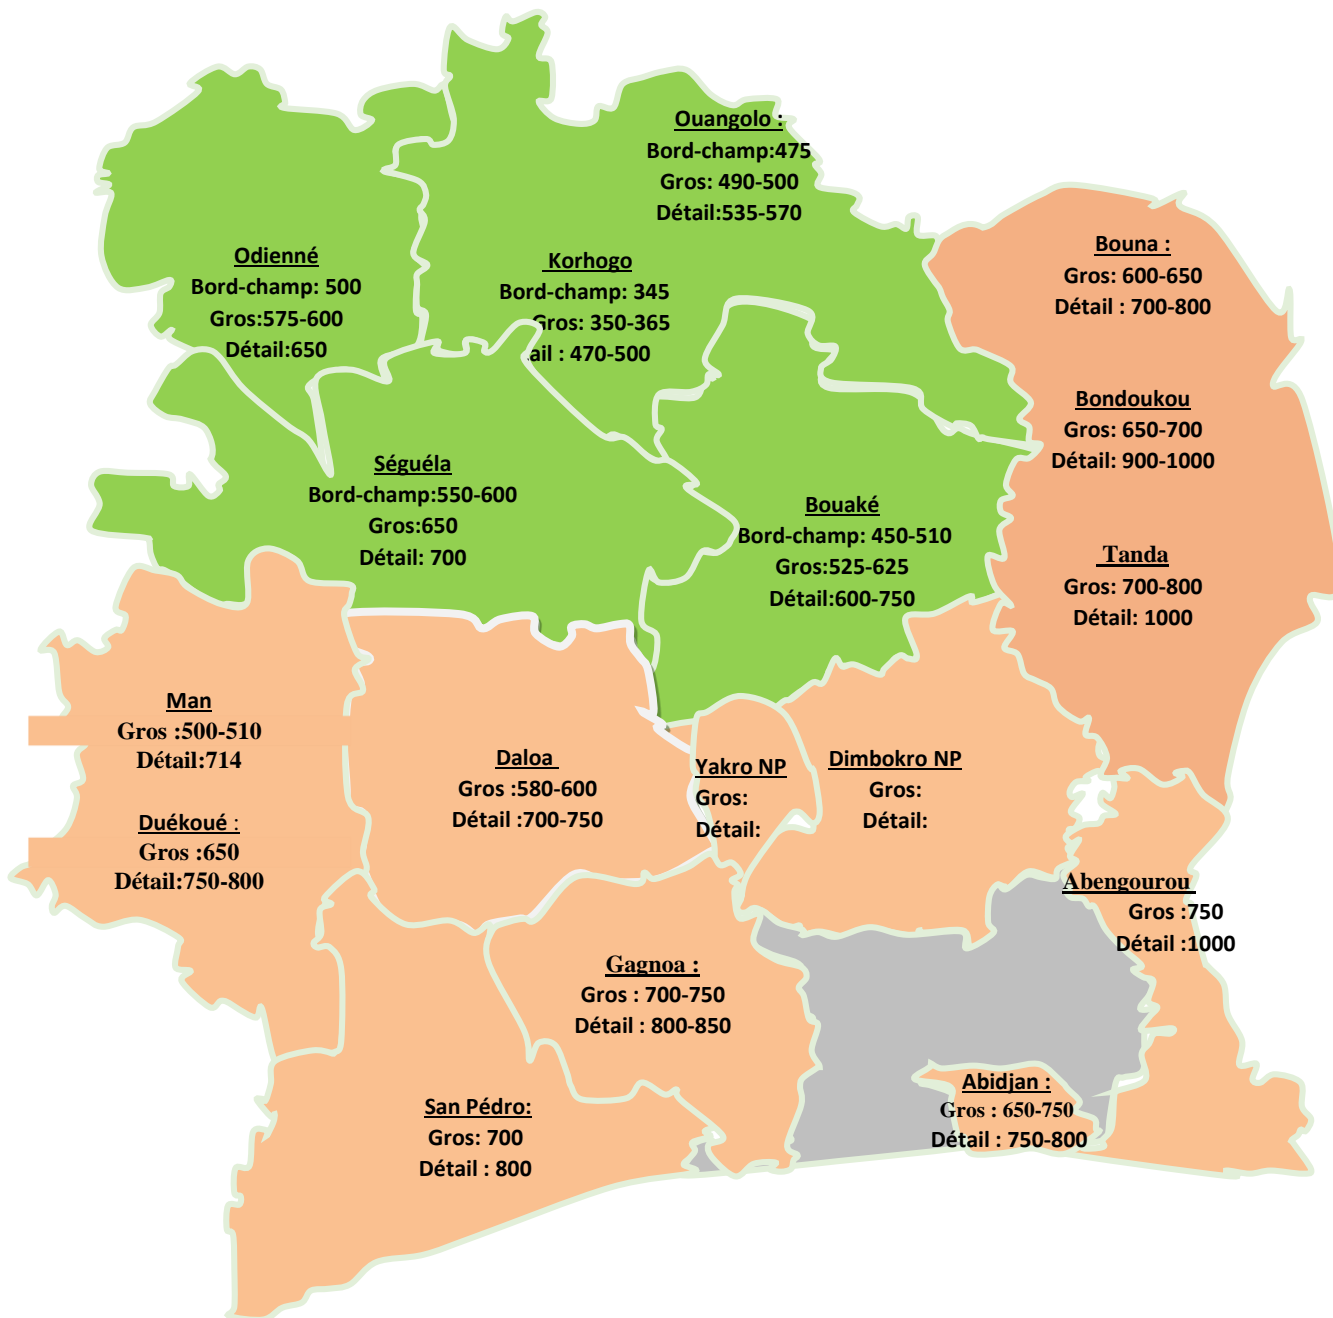 Ouangolo :
Bord-champ:475
Gros: 490-500
Détail:535-570
Odienné
Bord-champ: 500
Gros:575-600
Détail:650
Korhogo
Bord-champ: 345
Gros: 350-365
ail : 470-500
Bouna :
Gros: 600-650
Détail : 700-800
Bondoukou
Gros: 650-700
Détail: 900-1000
Séguéla
Bord-champ:550-600
Gros:650
Détail: 700
Bouaké
Bord-champ: 450-510
Gros:525-625
Détail:600-750
Tanda
Gros: 700-800
Détail: 1000
Man
Gros :500-510
Détail:714
Duékoué :
Gros :650
Détail:750-800
Daloa
Gros :580-600
Détail :700-750
Yakro NP
Gros:
Détail:
Dimbokro NP
Gros:
Détail:
Abengourou
Gros :750
Détail :1000
Gagnoa :
Gros : 700-750
Détail : 800-850
San Pédro:
Gros: 700
Détail : 800
Abidjan :
Gros : 650-750
Détail : 750-800